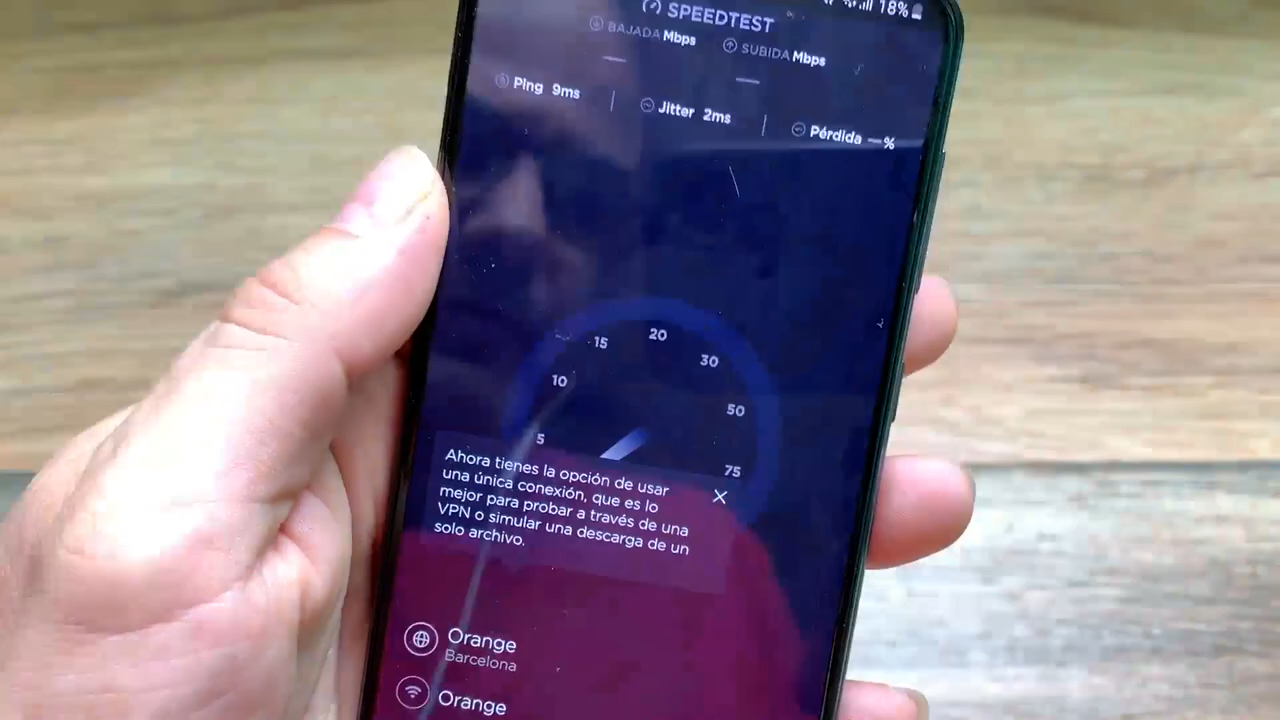 18%
SPEEDTEST
BAJADA Mbps
SUBIDA Mbps
Ping 9ms
Jitter 2ms
Pérdida —%
5
10
15
20
30
50
75
Ahora tienes la opción de usar
una única conexión, que es lo
mejor para probar a través de una
VPN o simular una descarga de un
solo archivo.
Orange
Barcelona
Orange